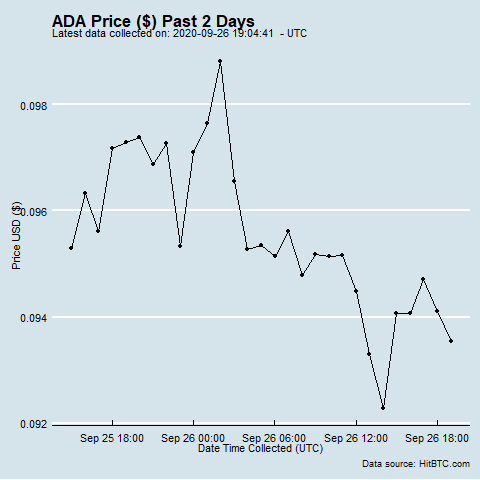 ADA Price ($) Past 2 Days
Latest data collected on: 2020-09-26 19:04:41  - UTC
Price USD ($)
0.098
0.096
0.094
0.092
Sep 25 18:00 Sep 26 00:00 Sep 26 06:00 Sep 26 12:00 Sep 26 18:00
Date Time Collected (UTC)
Data source: HitBTC.com